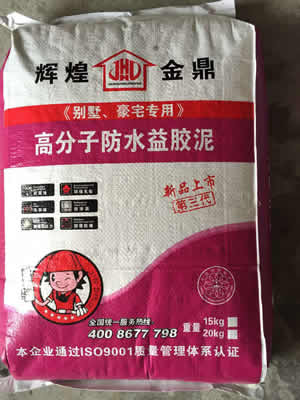 辉煌 JHD 金鼎
《别墅、豪宅专用》
高分子防水益胶泥
新品上市
第三代
全国统一服务热线
400 8677 798
重量 15kg
20kg
本企业通过ISO9001质量管理体系认证